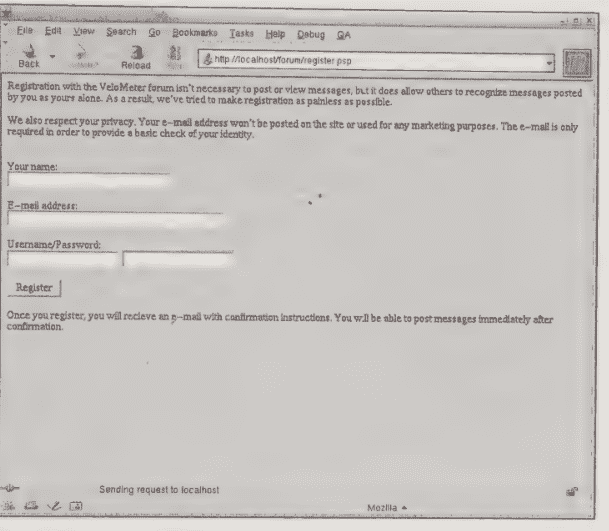 File Edit View Search Go Bookmarks Tasks Help Debug QA
Back Reload
http://localhost/forum/register.psp
Registration with the VeloMeter forum isn't necessary to post or view messages, but it does allow others to recognize messages posted
by you as yours alone. As a result, we've tried to make registration as painless as possible.
We also respect your privacy. Your e-mail address won't be posted on the site or used for any marketing purposes. The e-mail is only
required in order to provide a basic check of your identity.
Your name:
E-mail address:
Username/Password:
Register
Once you register, you will recieve an e-mail with confirmation instructions. You will be able to post messages immediately after
confirmation.
Sending request to localhost
Mozilla